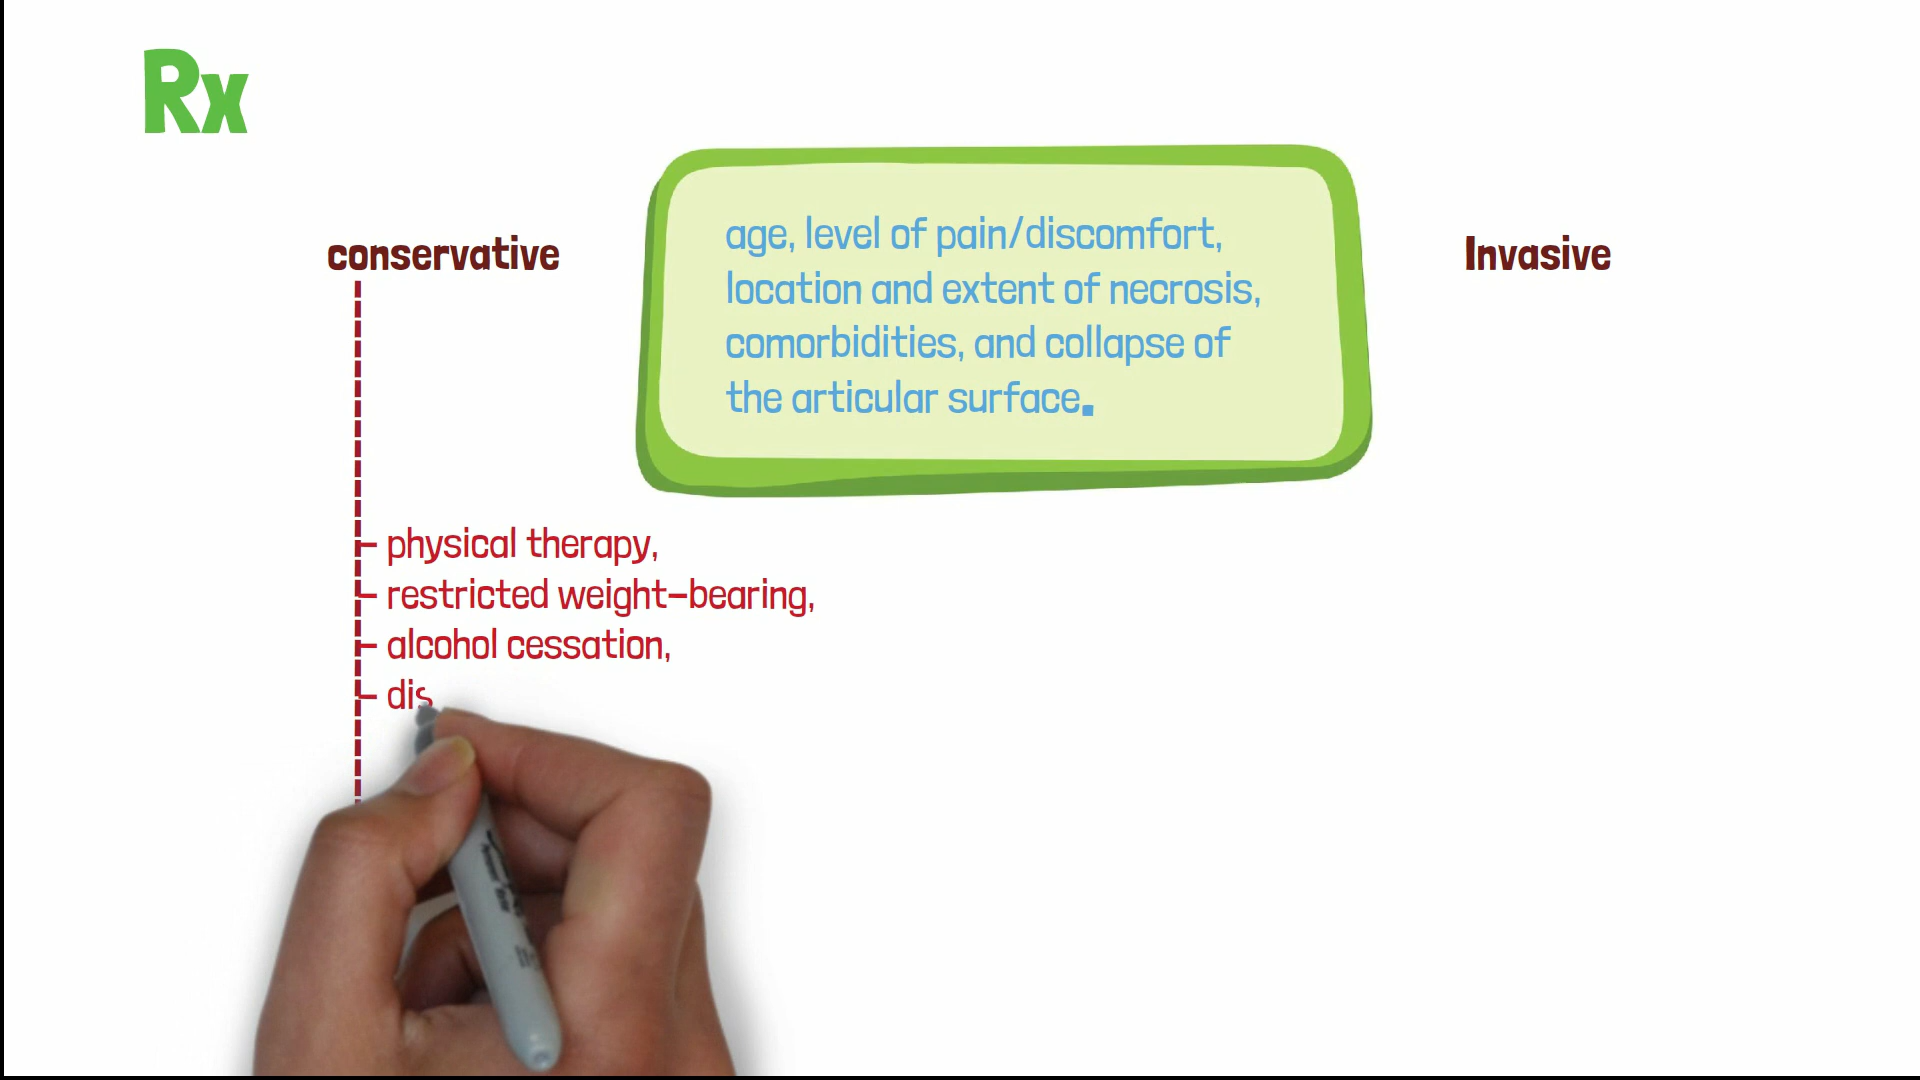 Rx
conservative
age, level of pain/discomfort,
location and extent of necrosis,
comorbidities, and collapse of
the articular surface.
Invasive
- physical therapy,
- restricted weight-bearing,
- alcohol cessation,
- dis